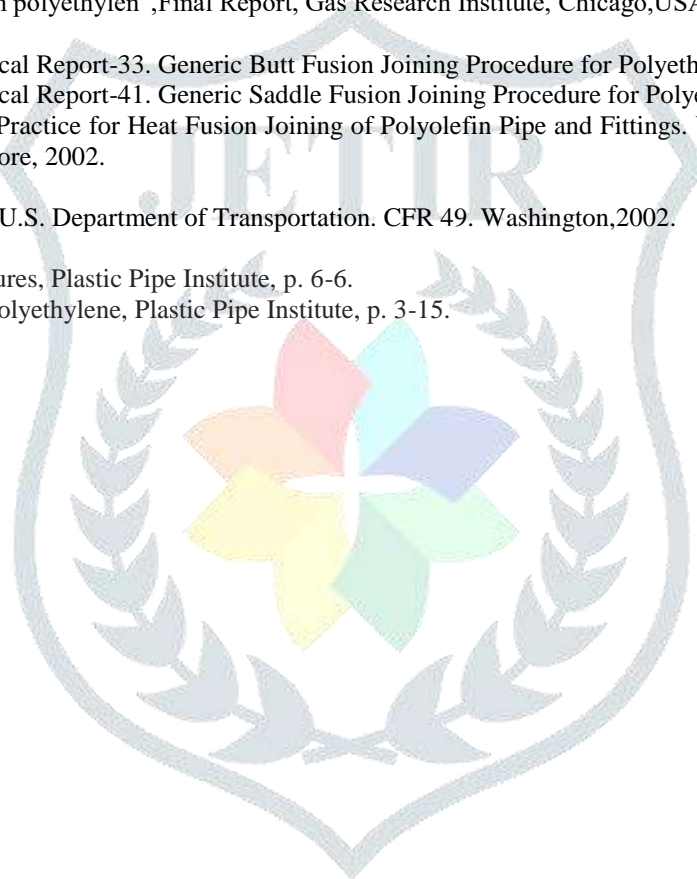 n polyethylen",Final Report, Gas Research Institute, Chicago,USA
cal Report-33. Generic Butt Fusion Joining Procedure for Polyeth
cal Report-41. Generic Saddle Fusion Joining Procedure for Polye
Practice for Heat Fusion Joining of Polyolefin Pipe and Fittings.
ore, 2002.
U.S. Department of Transportation. CFR 49. Washington,2002.
ures, Plastic Pipe Institute, p. 6-6.
olyethylene, Plastic Pipe Institute, p. 3-15.
JETIR